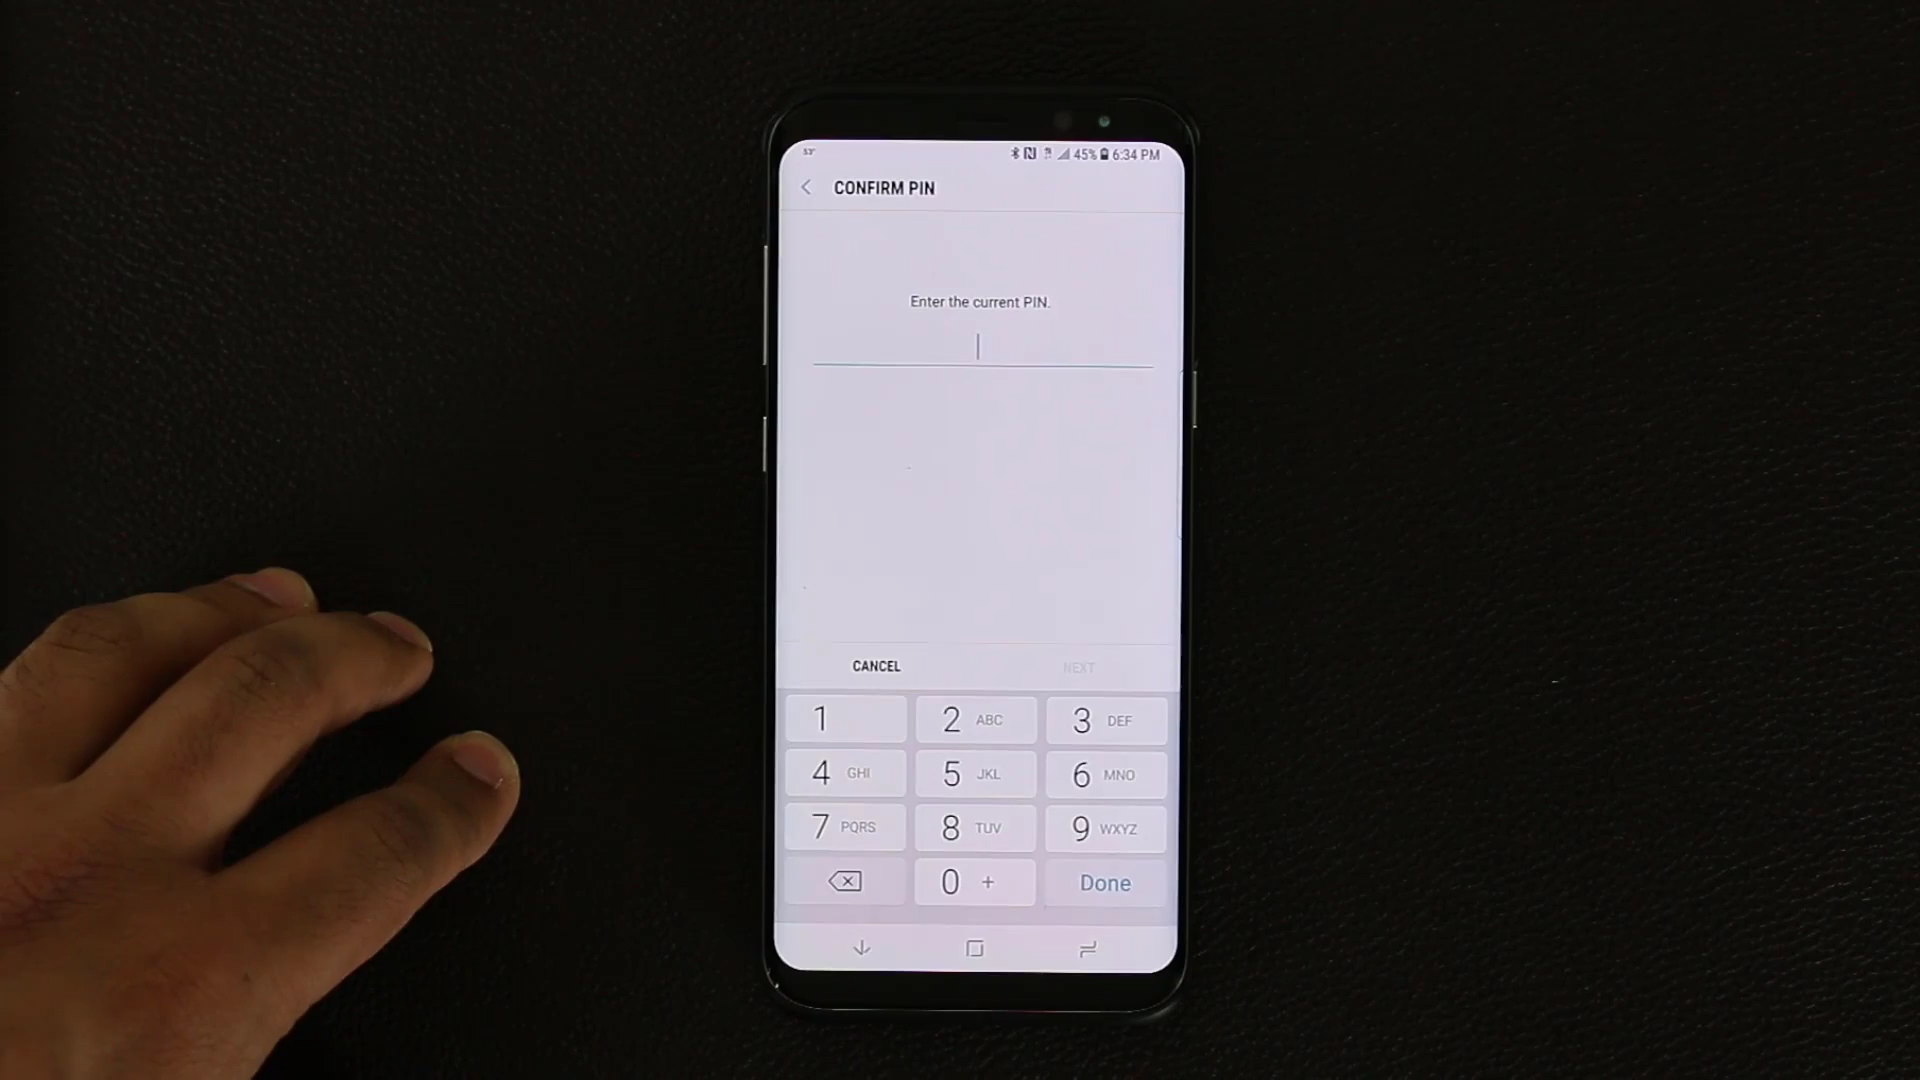 53°
45% 6:34 PM
CONFIRM PIN
Enter the current PIN.
CANCEL NEXT
1 2 ABC 3 DEF
4 GHI 5 JKL 6 MNO
7 PQRS 8 TUV 9 WXYZ
0 + Done